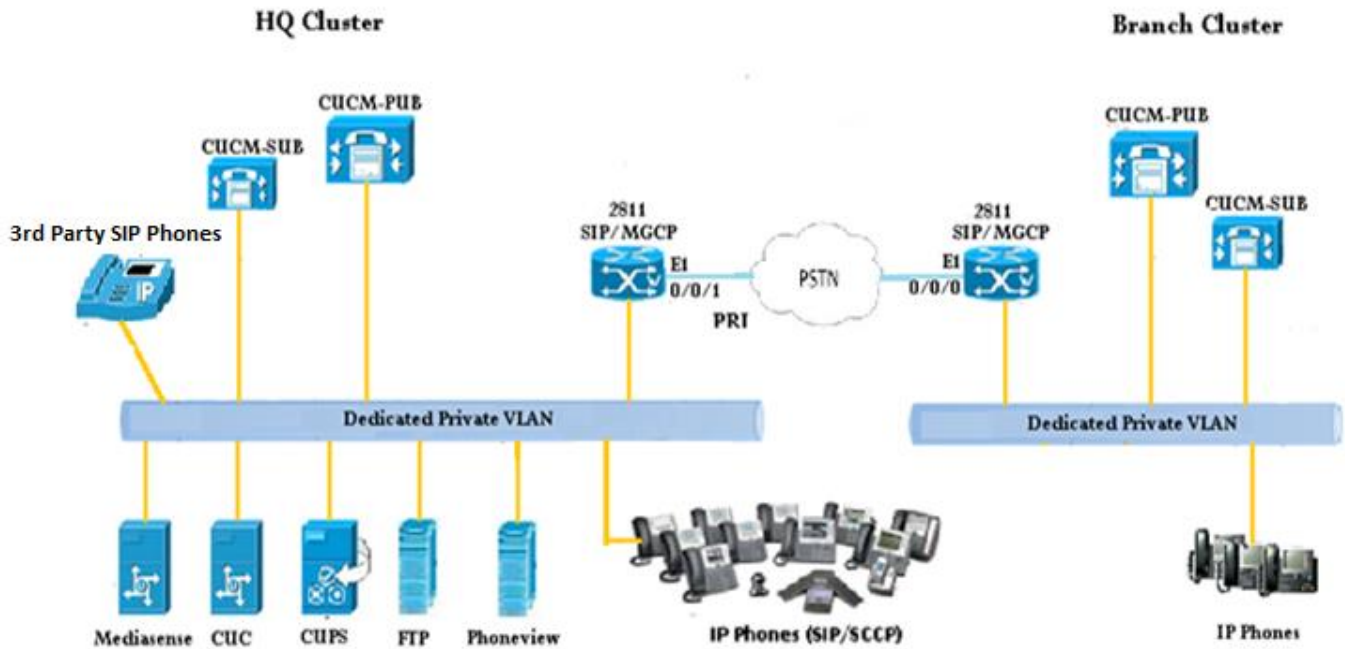 HQ Cluster
Branch Cluster
CUCM-PUB
CUCM-SUB
3rd Party SIP Phones
IP
2811
SIP/MGCP
E1
0/0/1
PRI
PSTN
2811
SIP/MGCP
E1
0/0/0
CUCM-PUB
CUCM-SUB
Dedicated Private VLAN
Dedicated Private VLAN
Mediasense
CUC
CUPS
FTP
Phoneview
IP Phones (SIP/SCCP)
IP Phones